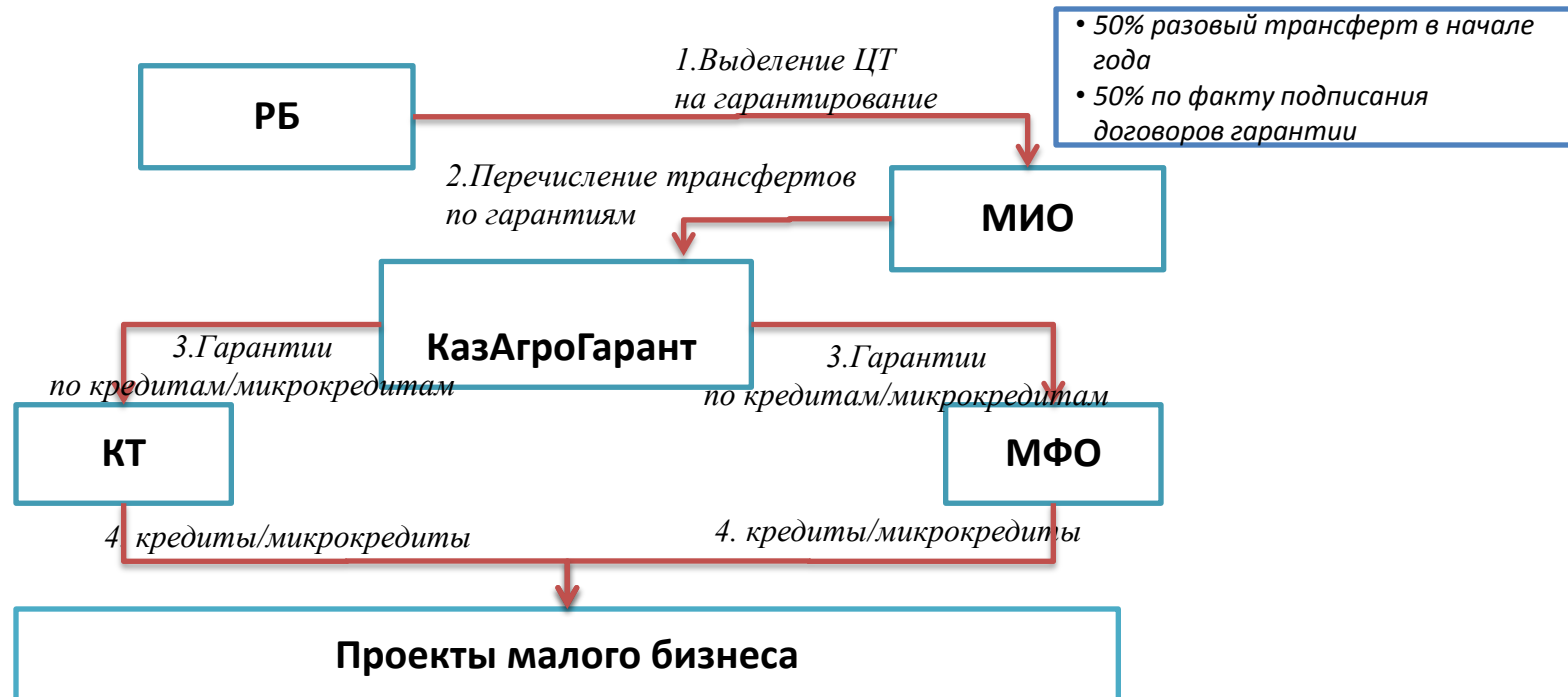 • 50% разовый трансферт в начале
года
• 50% по факту подписания
договоров гарантии
1.Выделение ЦТ
на гарантирование
РБ
2.Перечисление трансфертов
по гарантиям
МИО
КазАгроГарант
3.Гарантии
по кредитам/микрокредитам
3.Гарантии
по кредитам/микрокредитам
КТ
МФО
4. кредиты/микрокредиты
4. кредиты/микрокредиты
Проекты малого бизнеса